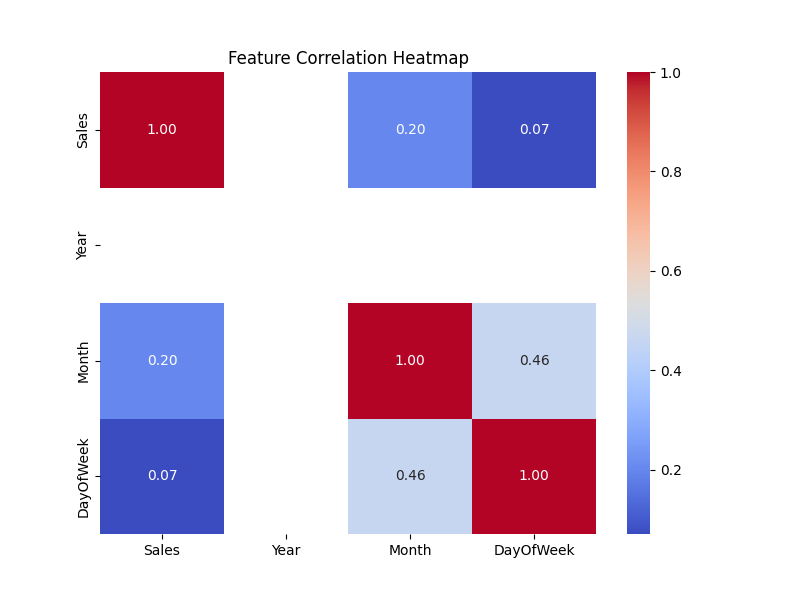 Feature Correlation Heatmap
Sales
1.00
0.20
0.07
Year
Month
0.20
1.00
0.46
DayOfWeek
0.07
0.46
1.00
Sales
Year
Month
DayOfWeek
1.0
0.8
0.6
0.4
0.2